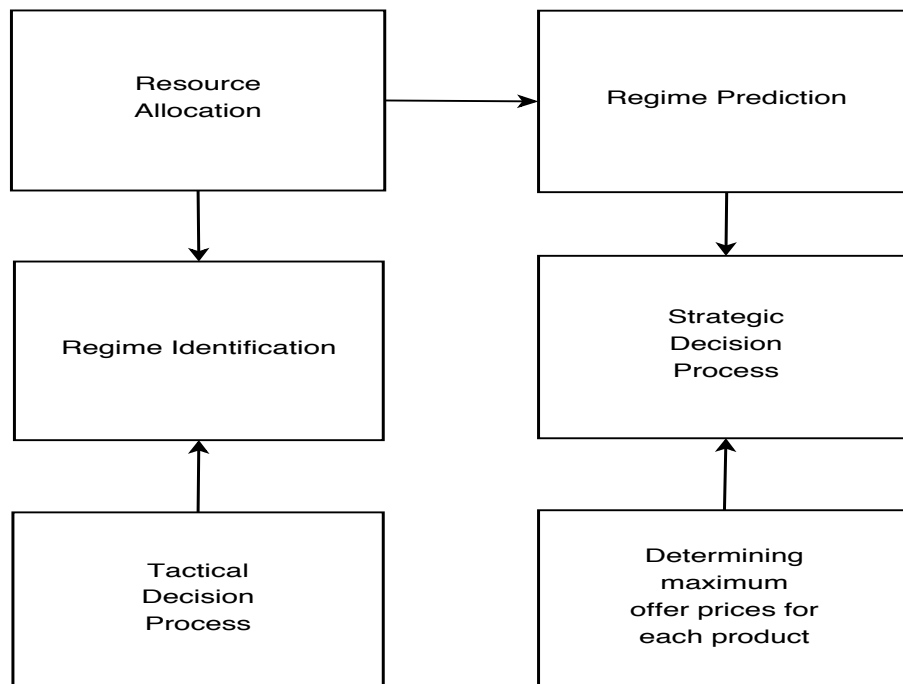 Resource
Allocation
Regime Prediction
Regime Identification
Strategic
Decision
Process
Tactical
Decision
Process
Determining
maximum
offer prices for
each product